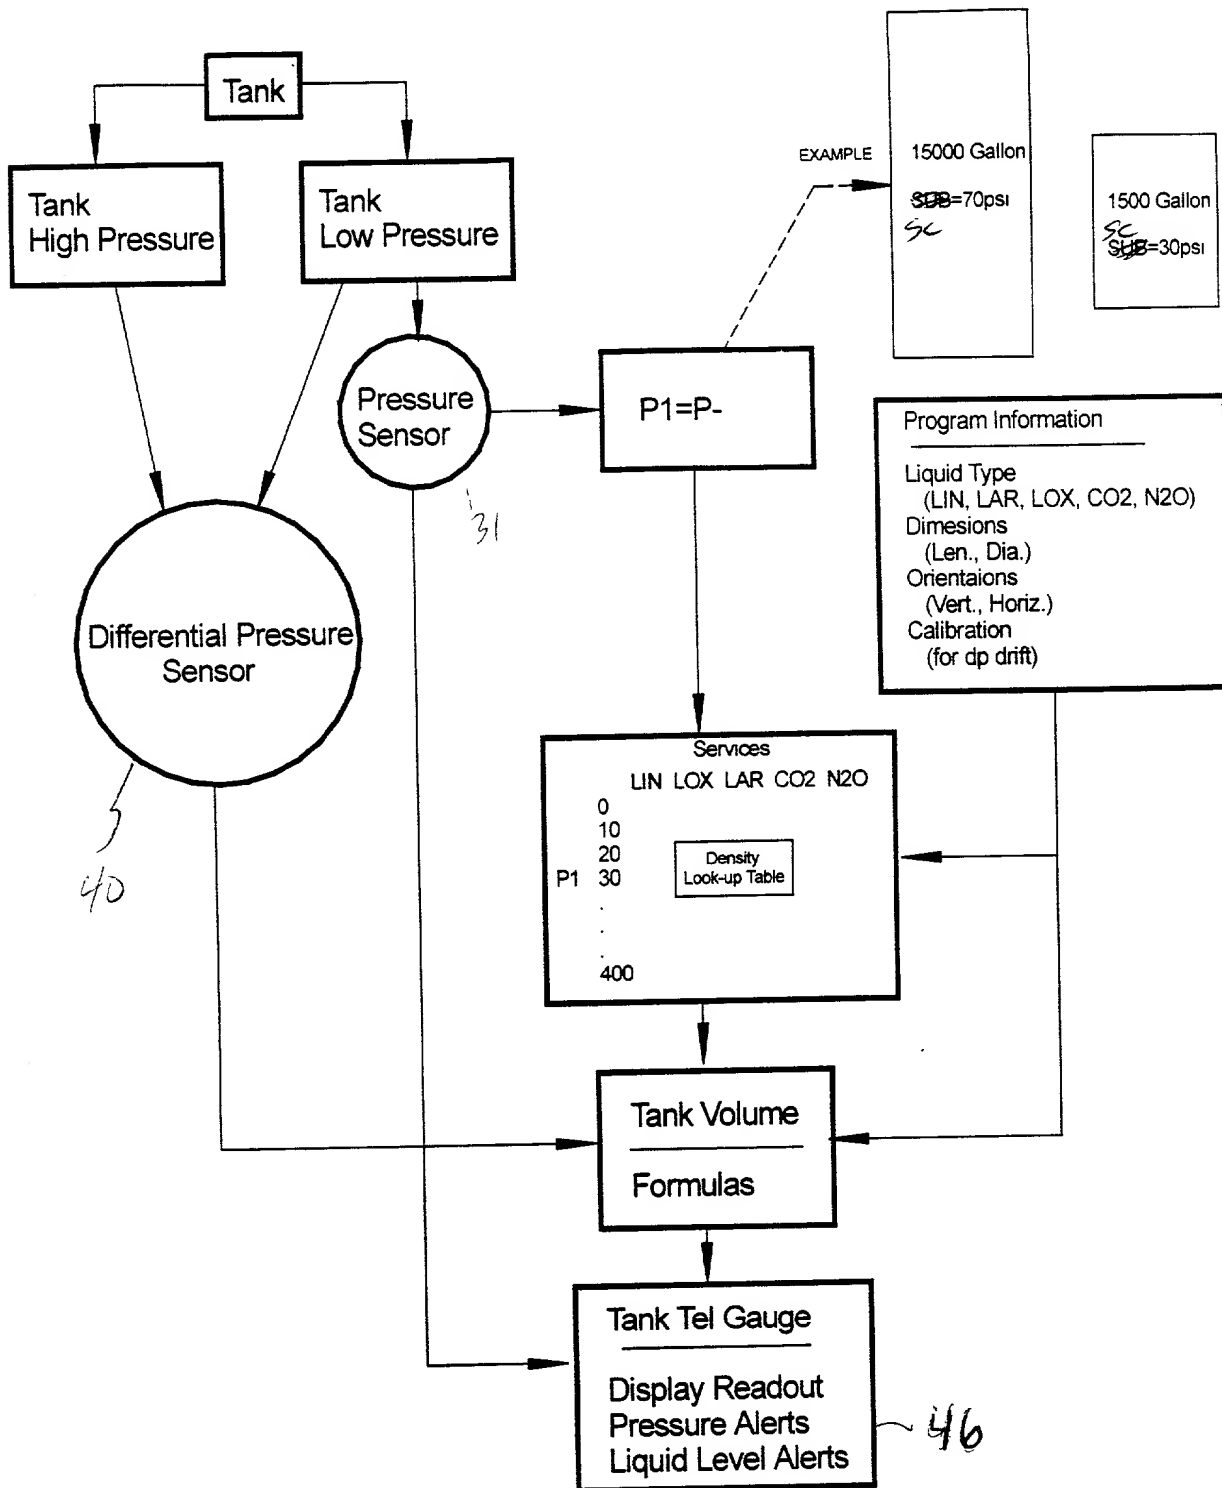 Tank
Tank
High Pressure
Tank
Low Pressure
EXAMPLE
15000 Gallon
=70psi
SC
1500 Gallon
SC
SUB=30psi
Pressure
Sensor
31
P1=P-
Program Information
Liquid Type
(LIN, LAR, LOX, CO2, N2O)
Dimesions
(Len., Dia.)
Orientaions
(Vert., Horiz.)
Calibration
(for dp drift)
Differential Pressure
Sensor
40
Services
LIN LOX LAR CO2 N2O
0
10
20
P1 30
.
.
.
400
Density
Look-up Table
Tank Volume
Formulas
Tank Tel Gauge
Display Readout
Pressure Alerts
Liquid Level Alerts
46